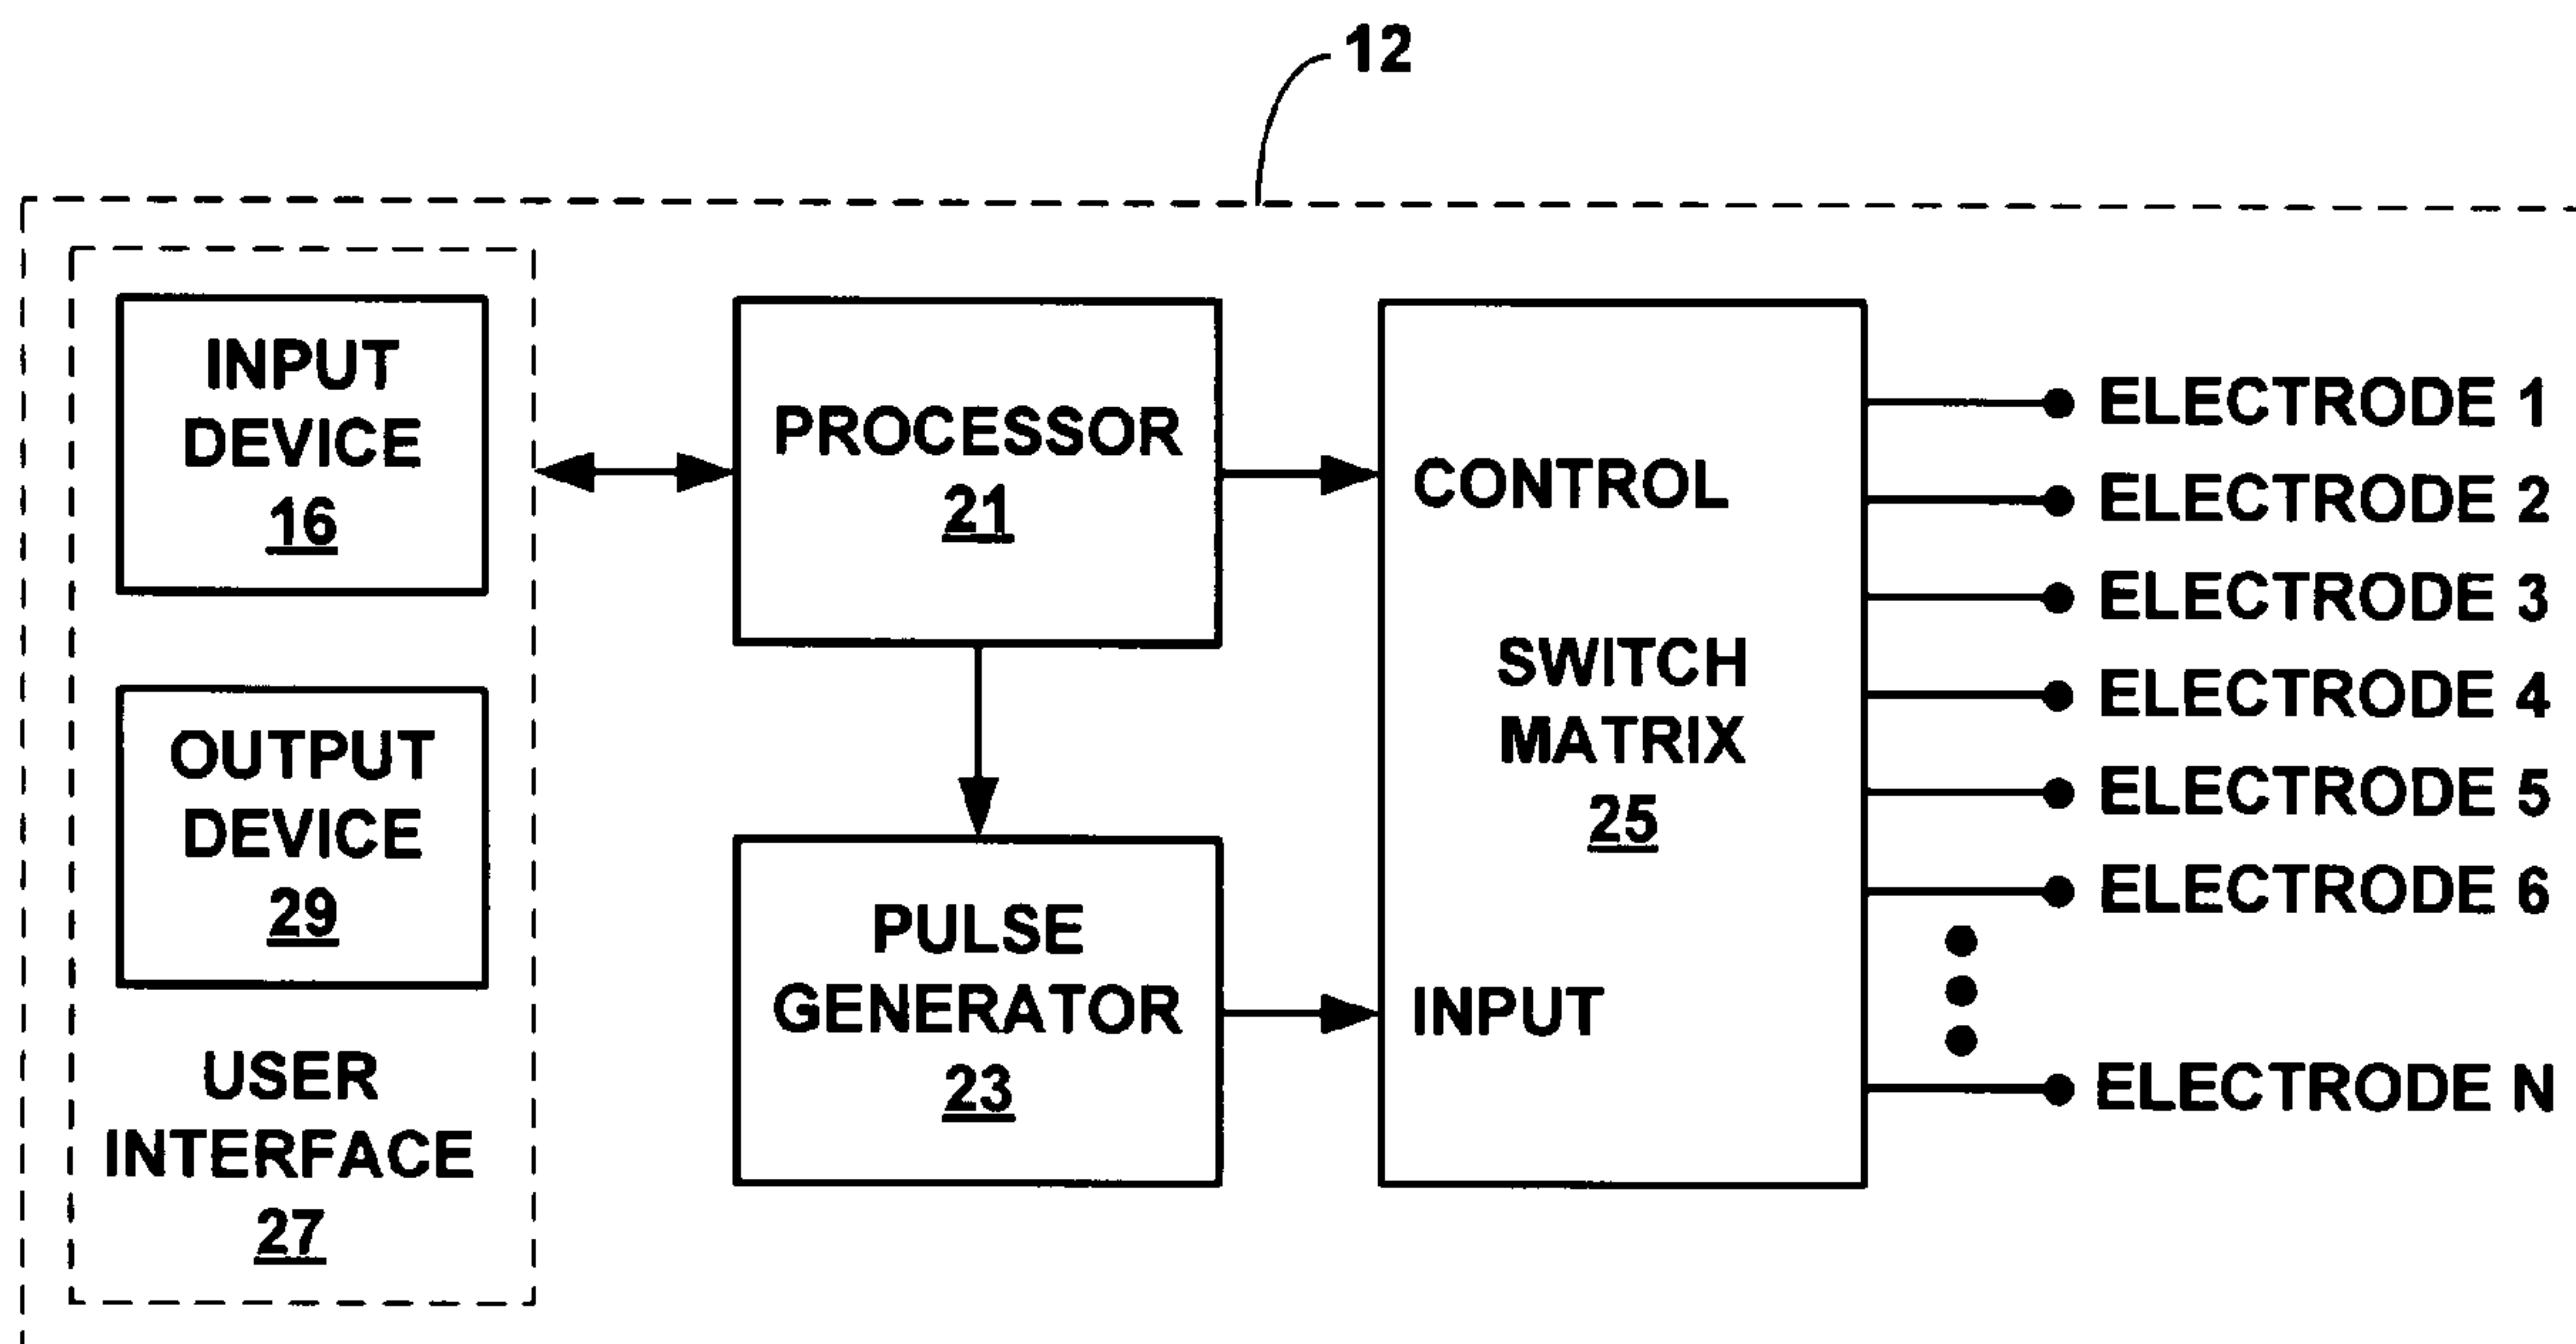 12
INPUT
DEVICE
16
OUTPUT
DEVICE
29
USER
INTERFACE
27
PROCESSOR
21
PULSE
GENERATOR
23
CONTROL
SWITCH
MATRIX
25
INPUT
ELECTRODE 1
ELECTRODE 2
ELECTRODE 3
ELECTRODE 4
ELECTRODE 5
ELECTRODE 6
ELECTRODE N